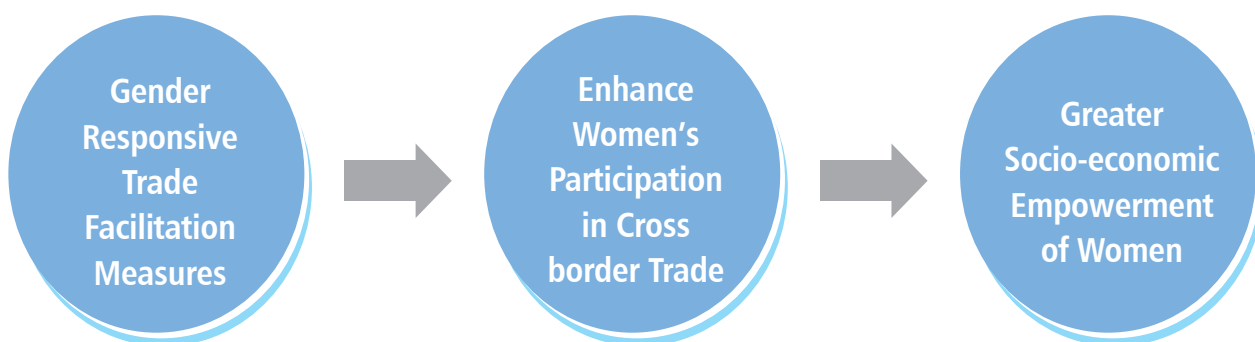 Gender
Responsive
Trade
Facilitation
Measures
Enhance
Women’s
Participation
in Cross
border Trade
Greater
Socio-economic
Empowerment
of Women